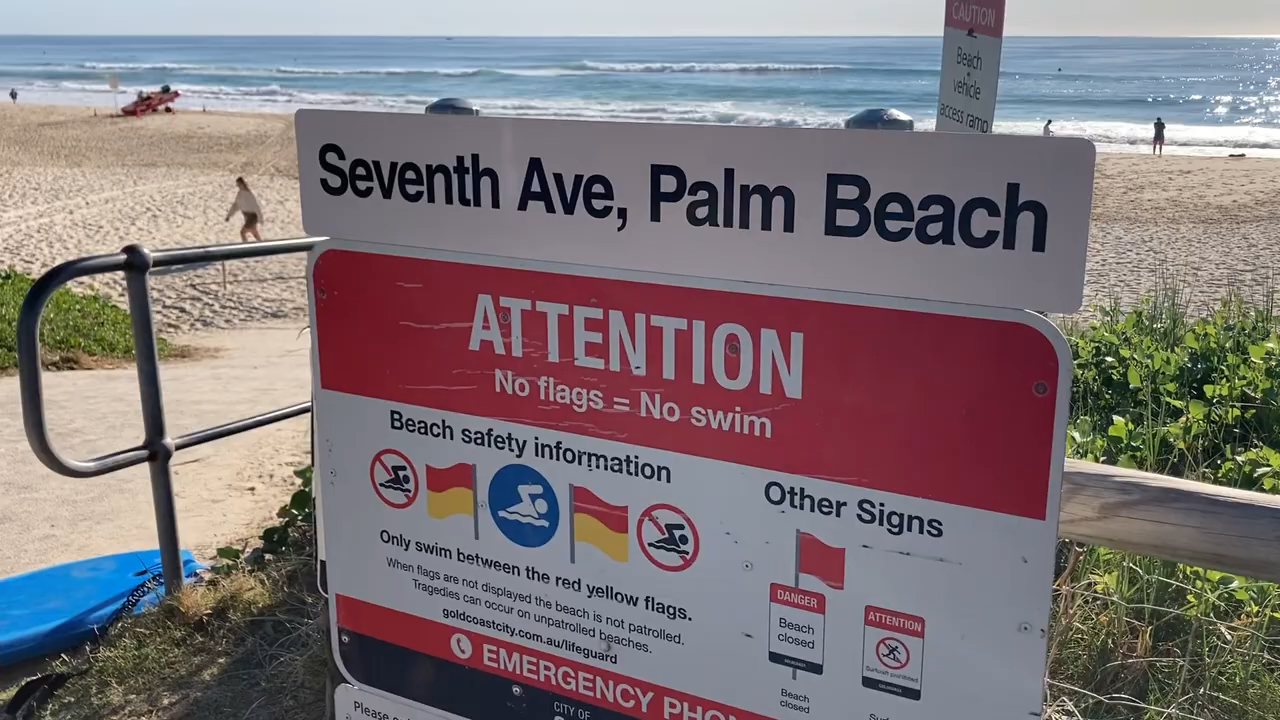 CAUTION
Beach
vehicle
access ramp
Seventh Ave, Palm Beach
ATTENTION
No flags = No swim
Beach safety information
Only swim between the red yellow flags.
When flags are not displayed the beach is not patrolled.
Tragedies can occur on unpatrolled beaches.
goldcoastcity.com.au/lifeguard
EMERGENCY
CITY OF
Please
Other Signs
DANGER
Beach
closed
Beach
closed
ATTENTION
Surfcraft prohibited